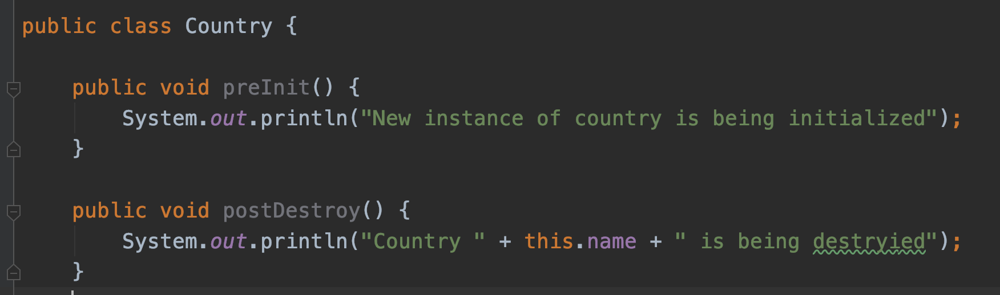 public class Country {
public void preInit() {
System.out.println("New instance of country is being initialized");
}
public void postDestroy() {
System.out.println("Country " + this.name + " is being destryied");
}